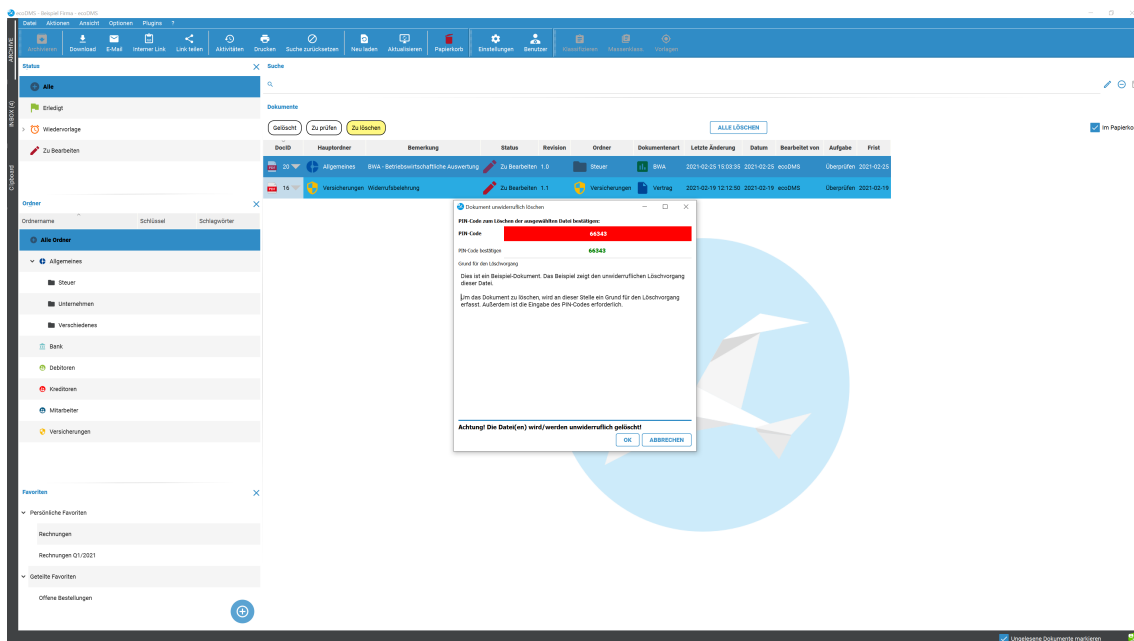 ecoDMS - Beispiel Firma - ecoDMS
Datei Aktionen Ansicht Optionen Plugins ?
Archivieren Download E-Mail Interner Link Link teilen Aktivitäten Drucken Suche zurücksetzen Neu laden Aktualisieren Papierkorb Einstellungen Benutzer Klassifizieren Massenklass. Vorlagen
ARCHIVE
INBOX (4)
Clipboard
Status
Alle
Erledigt
Wiedervorlage
Zu Bearbeiten
Ordner
Ordnername Schlüssel Schlagwörter
Alle Ordner
Allgemeines
Steuer
Unternehmen
Verschiedenes
Bank
Debitoren
Kreditoren
Mitarbeiter
Versicherungen
Favoriten
Persönliche Favoriten
Rechnungen
Rechnungen Q1/2021
Geteilte Favoriten
Offene Bestellungen
Suche
Dokumente
Gelöscht Zu prüfen Zu löschen ALLE LÖSCHEN Im Papierko
DocID Hauptordner Bemerkung Status Revision Ordner Dokumentenart Letzte Änderung Datum Bearbeitet von Aufgabe Frist
20 Allgemeines BWA - Betriebswirtschaftliche Auswertung Zu Bearbeiten 1.0 Steuer BWA 2021-02-25 15:03:35 2021-02-25 ecoDMS Überprüfen 2021-02-25
16 Versicherungen Widerrufsbelehrung Zu Bearbeiten 1.1 Versicherungen Vertrag 2021-02-19 12:12:50 2021-02-19 ecoDMS Überprüfen 2021-02-19
Dokument unwiderruflich löschen
PIN-Code zum Löschen der ausgewählten Datei bestätigen:
PIN-Code 66343
PIN-Code bestätigen 66343
Grund für den Löschvorgang
Dies ist ein Beispiel-Dokument. Das Beispiel zeigt den unwiderruflichen Löschvorgang
dieser Datei.
Um das Dokument zu löschen, wird an dieser Stelle ein Grund für den Löschvorgang
erfasst. Außerdem ist die Eingabe des PIN-Codes erforderlich.
Achtung! Die Datei(en) wird/werden unwiderruflich gelöscht!
OK ABBRECHEN
Ungelesene Dokumente markieren